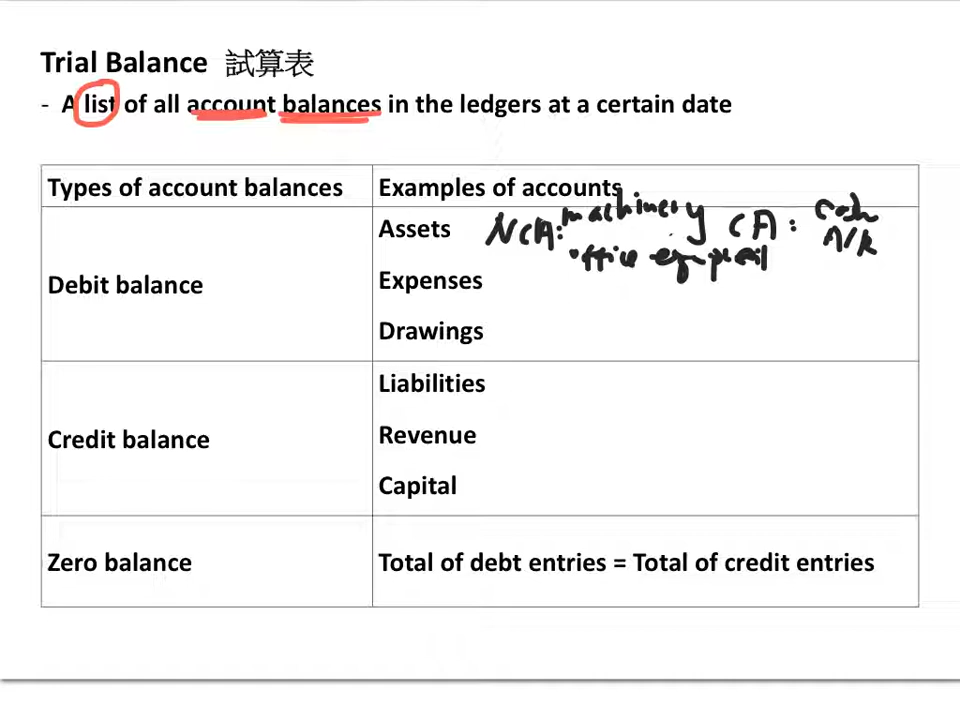 Trial Balance 試算表
- A list of all account balances in the ledgers at a certain date
Types of account balances
Examples of accounts
Debit balance
Assets NCA: machinery CA: cash
office A/R
Expenses
Drawings
Credit balance
Liabilities
Revenue
Capital
Zero balance
Total of debt entries = Total of credit entries